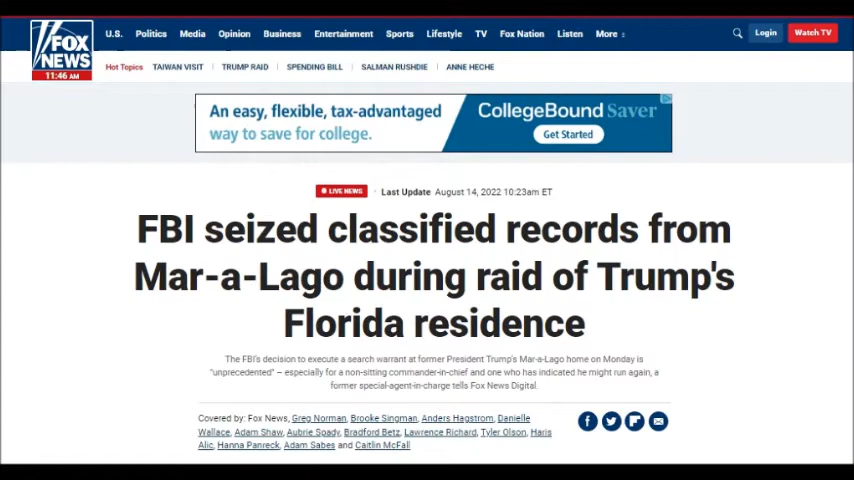 FOX
NEWS
11:46 AM
U.S. Politics Media Opinion Business Entertainment Sports Lifestyle TV Fox Nation Listen More
Login
Watch TV
Hot Topics TAIWAN VISIT TRUMP RAID SPENDING BILL SALMAN RUSHDIE ANNE HECHE
An easy, flexible, tax-advantaged
way to save for college.
CollegeBound Saver
Get Started
LIVE NEWS · Last Update August 14, 2022 10:23am ET
FBI seized classified records from
Mar-a-Lago during raid of Trump's
Florida residence
The FBI's decision to execute a search warrant at former President Trump's Mar-a-Lago home on Monday is
"unprecedented" – especially for a non-sitting commander-in-chief and one who has indicated he might run again, a
former special-agent-in-charge tells Fox News Digital.
Covered by: Fox News, Greg Norman, Brooke Singman, Anders Hagstrom, Danielle
Wallace, Adam Shaw, Aubrie Spady, Bradford Betz, Lawrence Richard, Tyler Olson, Haris
Alic, Hanna Panreck, Adam Sabes and Caitlin McFall